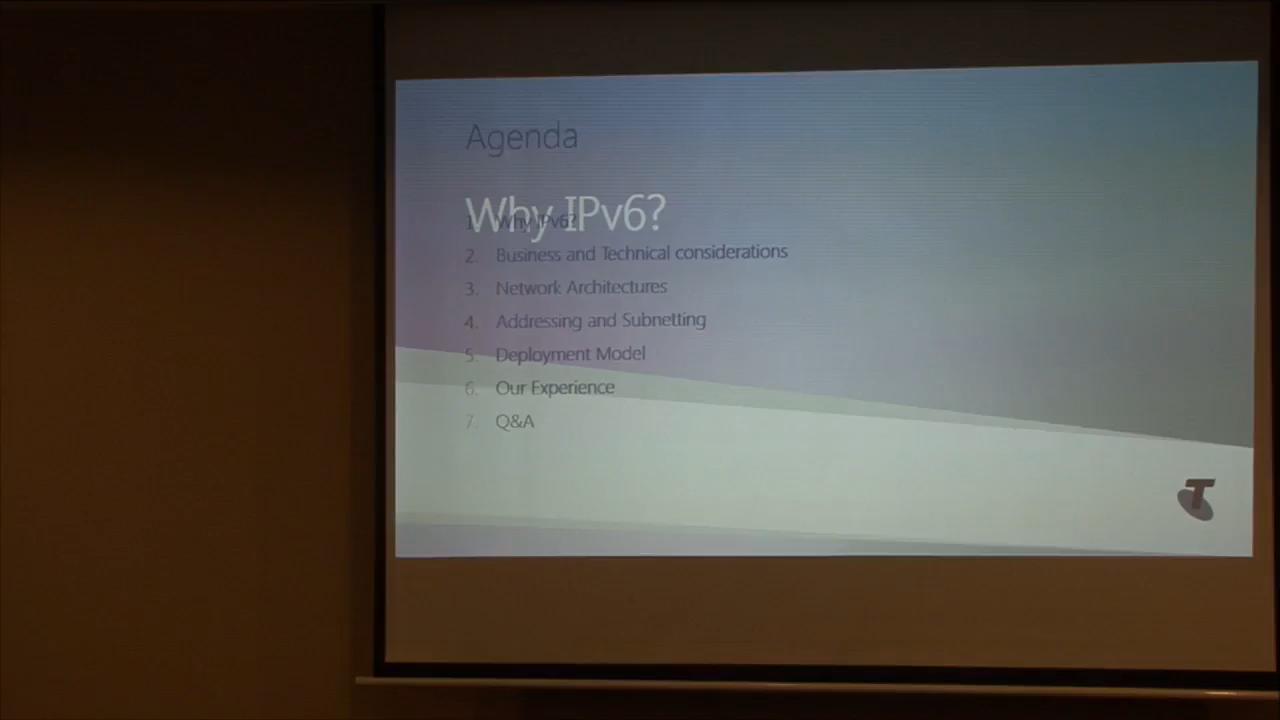 Agenda
Why IPv6?
1. Why IPv6?
2. Business and Technical considerations
3. Network Architectures
4. Addressing and Subnetting
5. Deployment Model
6. Our Experience
7. Q&A
T